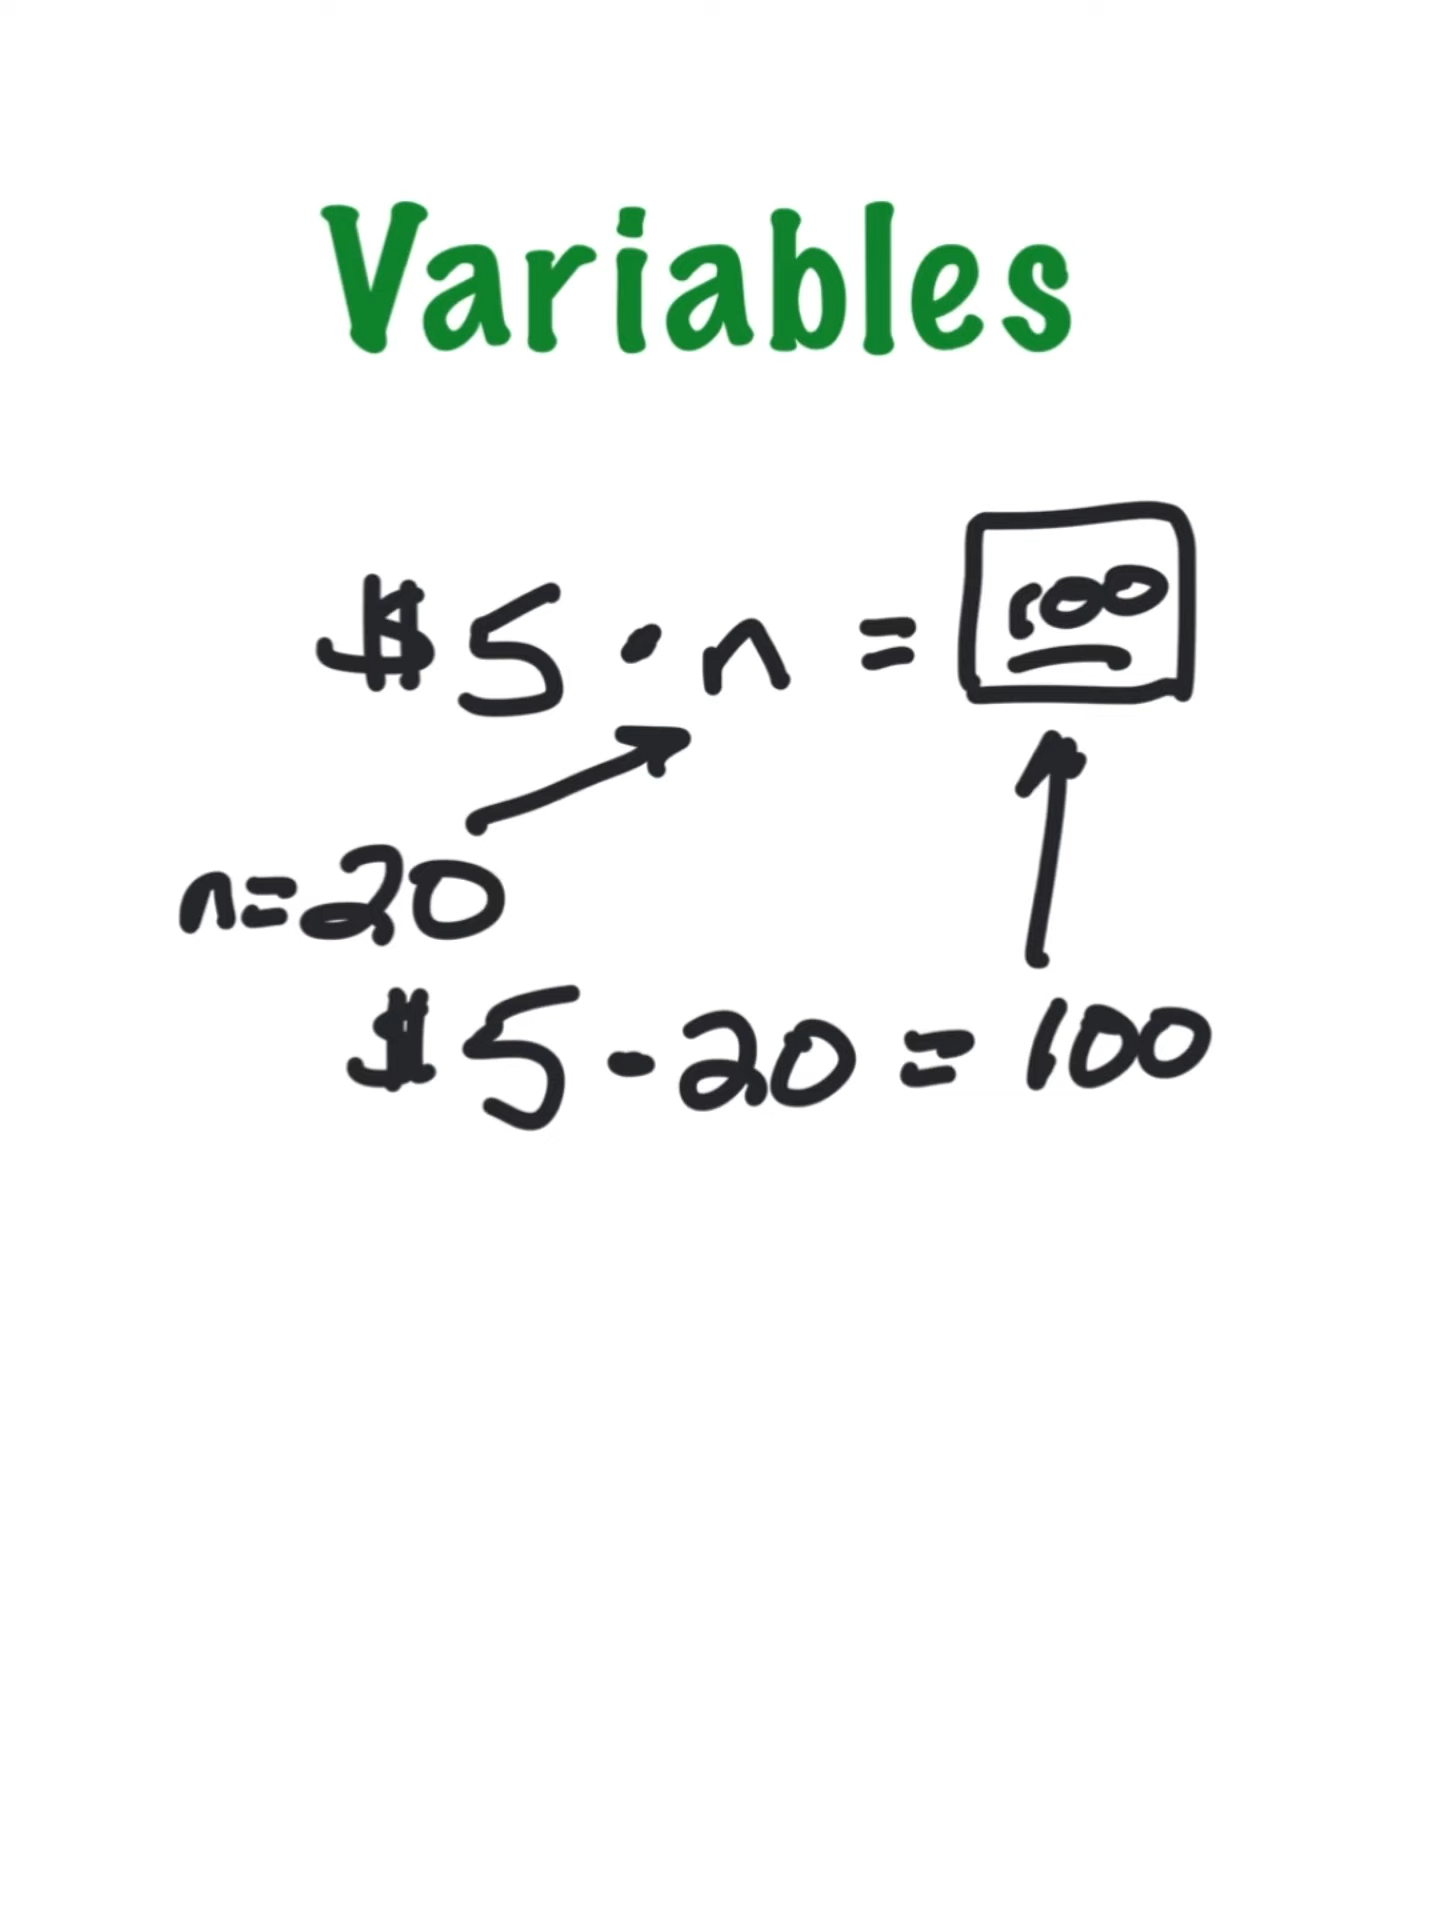 Variables
$5 · n = 100
n=20
$5 · 20 = 100